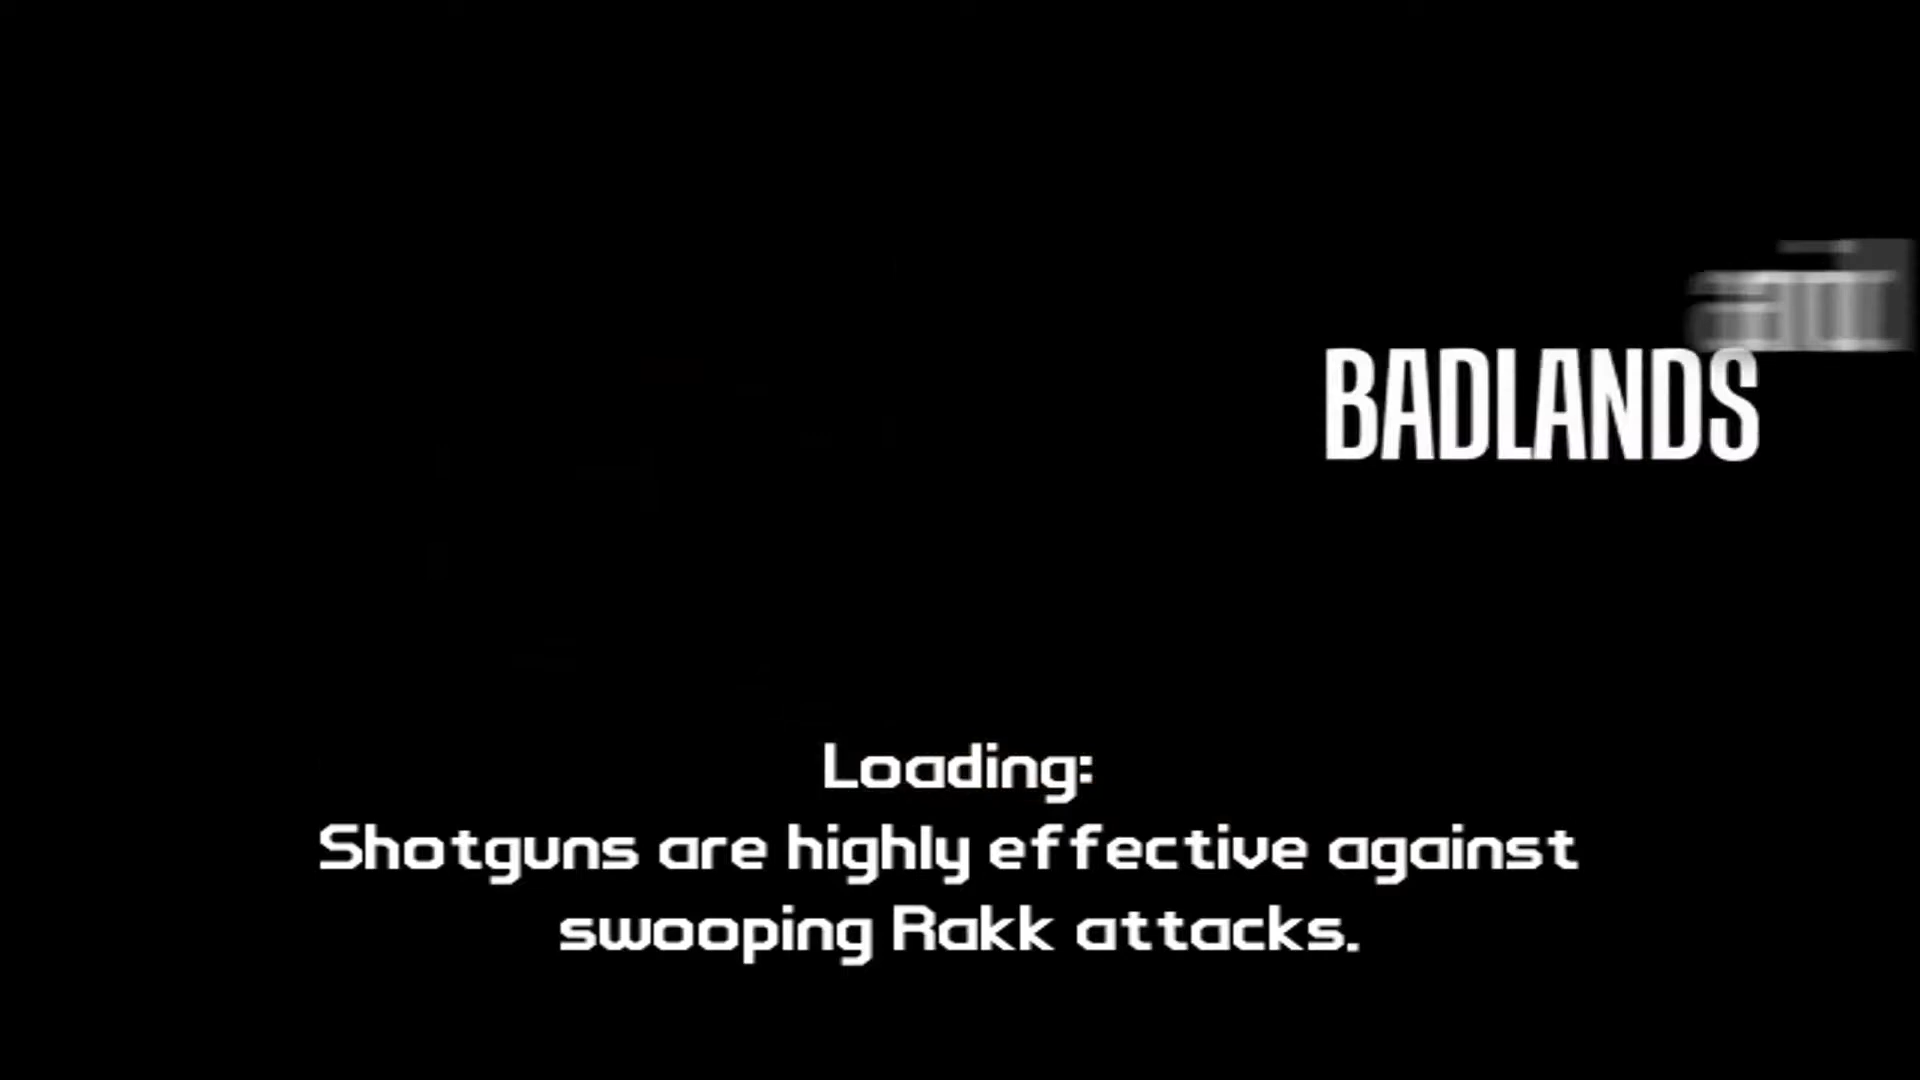 BADLANDS
Loading:
Shotguns are highly effective against
swooping Rakk attacks.